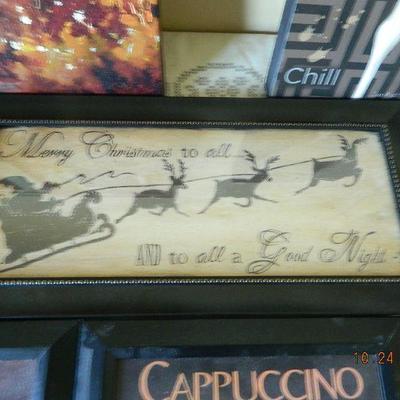 Chill
Merry Christmas to all
AND to all a Good Night
CAPPUCCINO
10.24